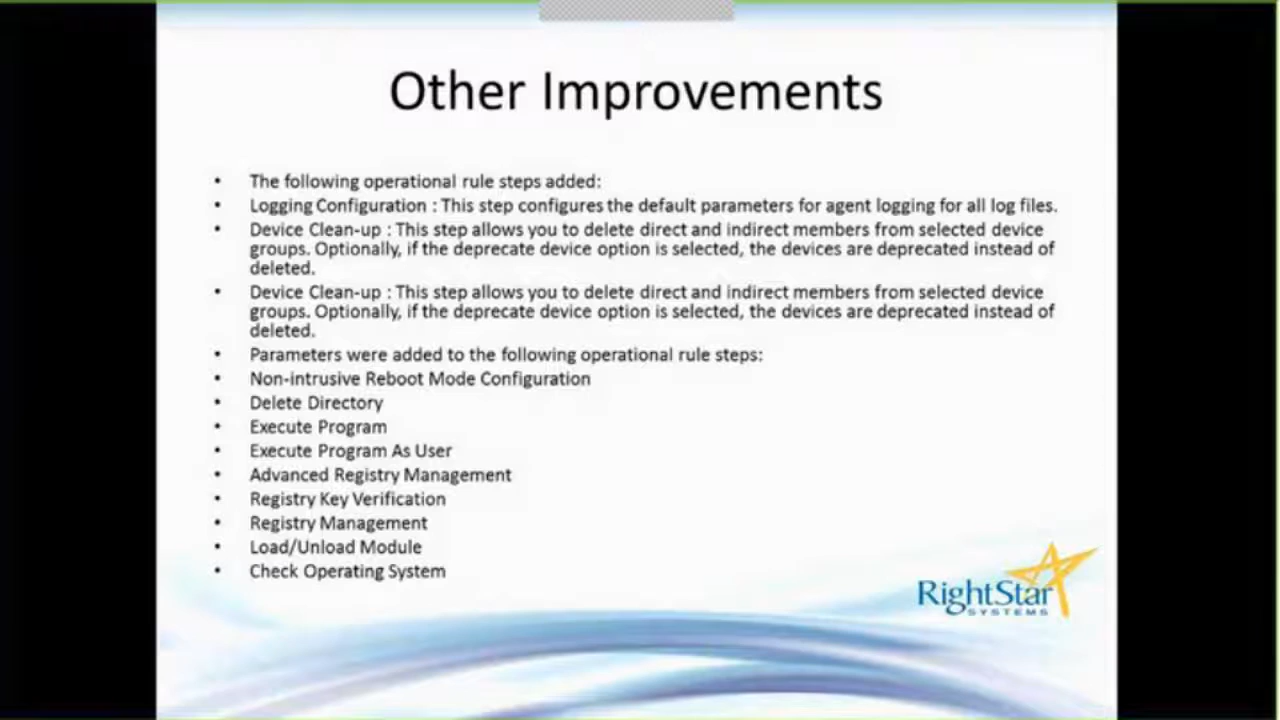 Other Improvements
• The following operational rule steps added:
• Logging Configuration : This step configures the default parameters for agent logging for all log files.
• Device Clean-up : This step allows you to delete direct and indirect members from selected device
groups. Optionally, if the deprecate device option is selected, the devices are deprecated instead of
deleted.
• Device Clean-up : This step allows you to delete direct and indirect members from selected device
groups. Optionally, if the deprecate device option is selected, the devices are deprecated instead of
deleted.
• Parameters were added to the following operational rule steps:
• Non-intrusive Reboot Mode Configuration
• Delete Directory
• Execute Program
• Execute Program As User
• Advanced Registry Management
• Registry Key Verification
• Registry Management
• Load/Unload Module
• Check Operating System
RightStar
SYSTEMS